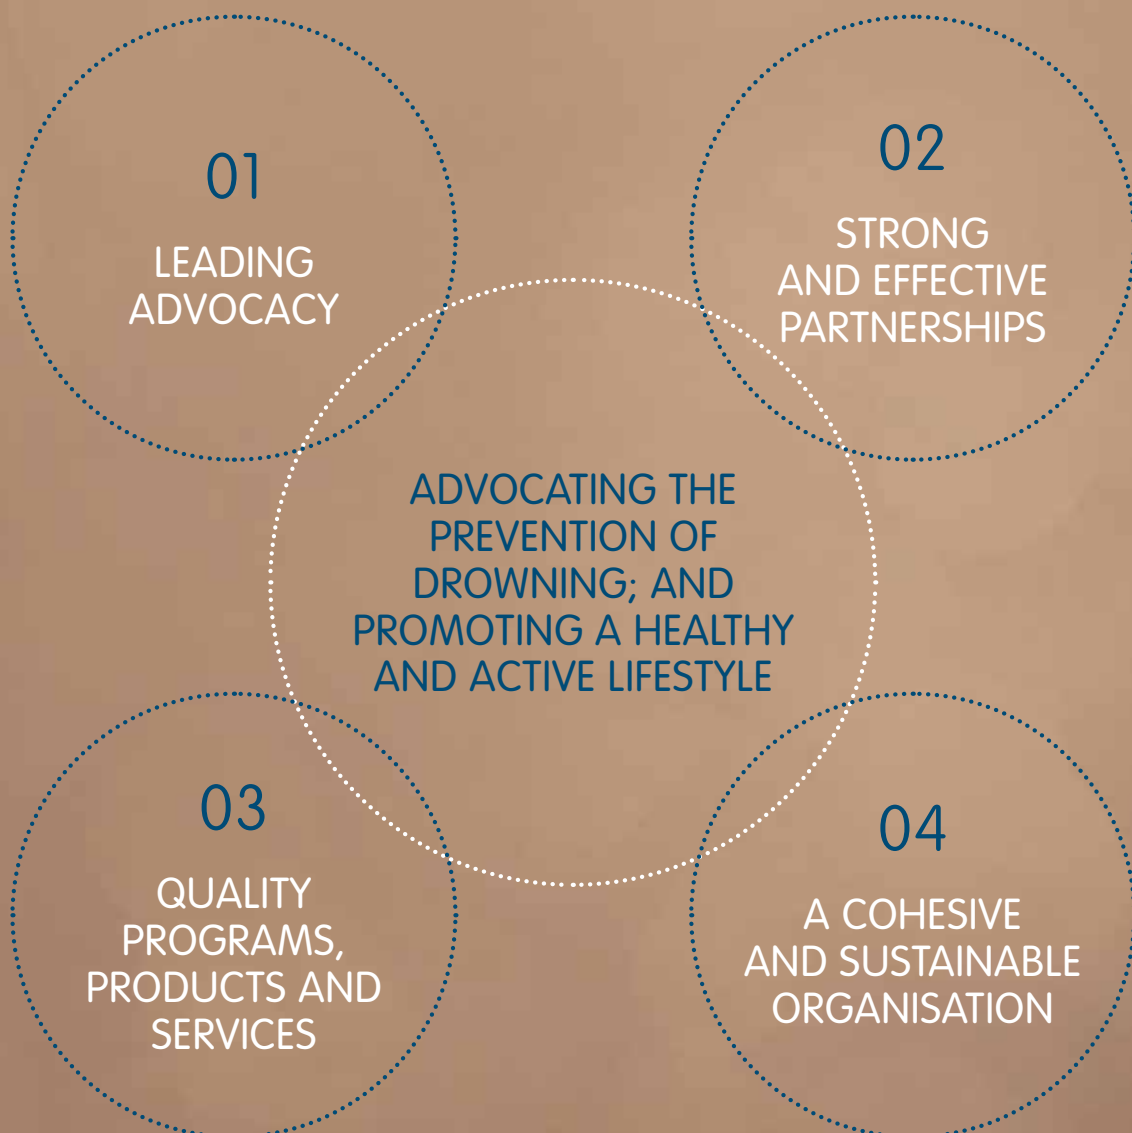 01
LEADING
ADVOCACY
02
STRONG
AND EFFECTIVE
PARTNERSHIPS
ADVOCATING THE
PREVENTION OF
DROWNING; AND
PROMOTING A HEALTHY
AND ACTIVE LIFESTYLE
03
QUALITY
PROGRAMS,
PRODUCTS AND
SERVICES
04
A COHESIVE
AND SUSTAINABLE
ORGANISATION